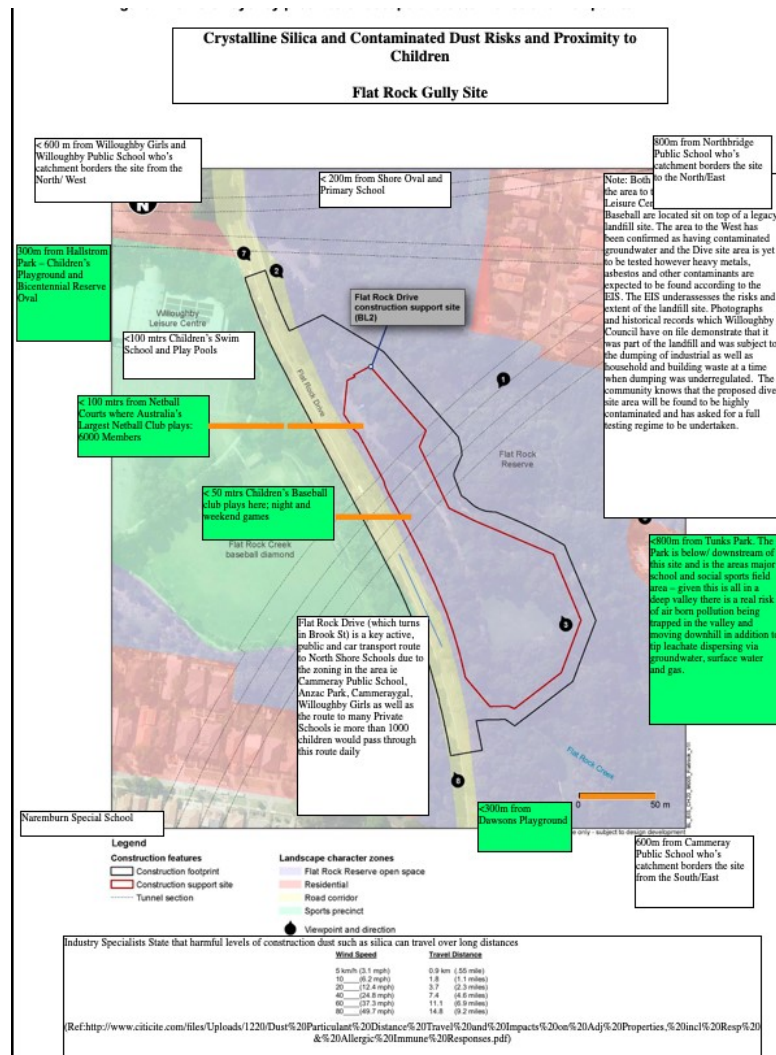 Crystalline Silica and Contaminated Dust Risks and Proximity to
Children
Flat Rock Gully Site
< 600 m from Willoughby Girls and
Willoughby Public School who's
catchment borders the site from the
North/ West
< 200m from Shore Oval and
Primary School
800m from Northbridge
Public School who's
catchment borders the site
to the North/East
N
Note: Both
the area to t
Leisure Cen
Baseball are located sit on top of a legacy
landfill site. The area to the West has
been confirmed as having contaminated
groundwater and the Dive site area is yet
to be tested however heavy metals,
asbestos and other contaminants are
expected to be found according to the
EIS. The EIS underassesses the risks and
extent of the landfill site. Photographs
and historical records which Willoughby
Council have on file demonstrate that it
was part of the landfill and was subject to
the dumping of industrial as well as
household and building waste at a time
when dumping was underregulated. The
community knows that the proposed dive
site area will be found to be highly
contaminated and has asked for a full
testing regime to be undertaken.
300m from Hallstrom
Park – Children's
Playground and
Bicentennial Reserve
Oval
7
2
Flat Rock Drive
construction support site
(BL2)
Willoughby
Leisure Centre
<100 mtrs Children's Swim
School and Play Pools
Flat Rock Drive
1
< 100 mtrs from Netball
Courts where Australia's
Largest Netball Club plays:
6000 Members
Flat Rock
Reserve
< 50 mtrs Children's Baseball
club plays here; night and
weekend games
Flat Rock Creek
baseball diamond
<800m from Tunks Park. The
Park is below/ downstream of
this site and is the areas major
school and social sports field
area – given this is all in a
deep valley there is a real risk
of air born pollution being
trapped in the valley and
moving downhill in addition to
tip leachate dispersing via
groundwater, surface water
and gas.
3
Flat Rock Drive (which turns
in Brook St) is a key active,
public and car transport route
to North Shore Schools due to
the zoning in the area ie
Cammeray Public School,
Anzac Park, Cammeraygal,
Willoughby Girls as well as
the route to many Private
Schools ie more than 1000
children would pass through
this route daily
Flat Rock Creek
8
50 m
<300m from
Dawsons Playground
Naremburn Special School
e only - subject to design development
600m from Cammeray
Public School who's
catchment borders the site
from the South/East
Legend
Construction features
Construction footprint
Construction support site
Tunnel section
Landscape character zones
Flat Rock Reserve open space
Residential
Road corridor
Sports precinct
Viewpoint and direction
Industry Specialists State that harmful levels of construction dust such as silica can travel over long distances
Wind Speed Travel Distance
5 km/h (3.1 mph) 0.9 km (.55 mile)
10____(6.2 mph) 1.8 (1.1 miles)
20____(12.4 mph) 3.7 (2.3 miles)
40____(24.8 mph) 7.4 (4.6 miles)
60____(37.3 mph) 11.1 (6.9 miles)
80____(49.7 mph) 14.8 (9.2 miles)
(Ref:http://www.citicite.com/files/Uploads/1220/Dust%20Particulant%20Distance%20Travel%20and%20Impacts%20on%20Adj%20Properties,%20incl%20Resp%20
&%20Allergic%20Immune%20Responses.pdf)